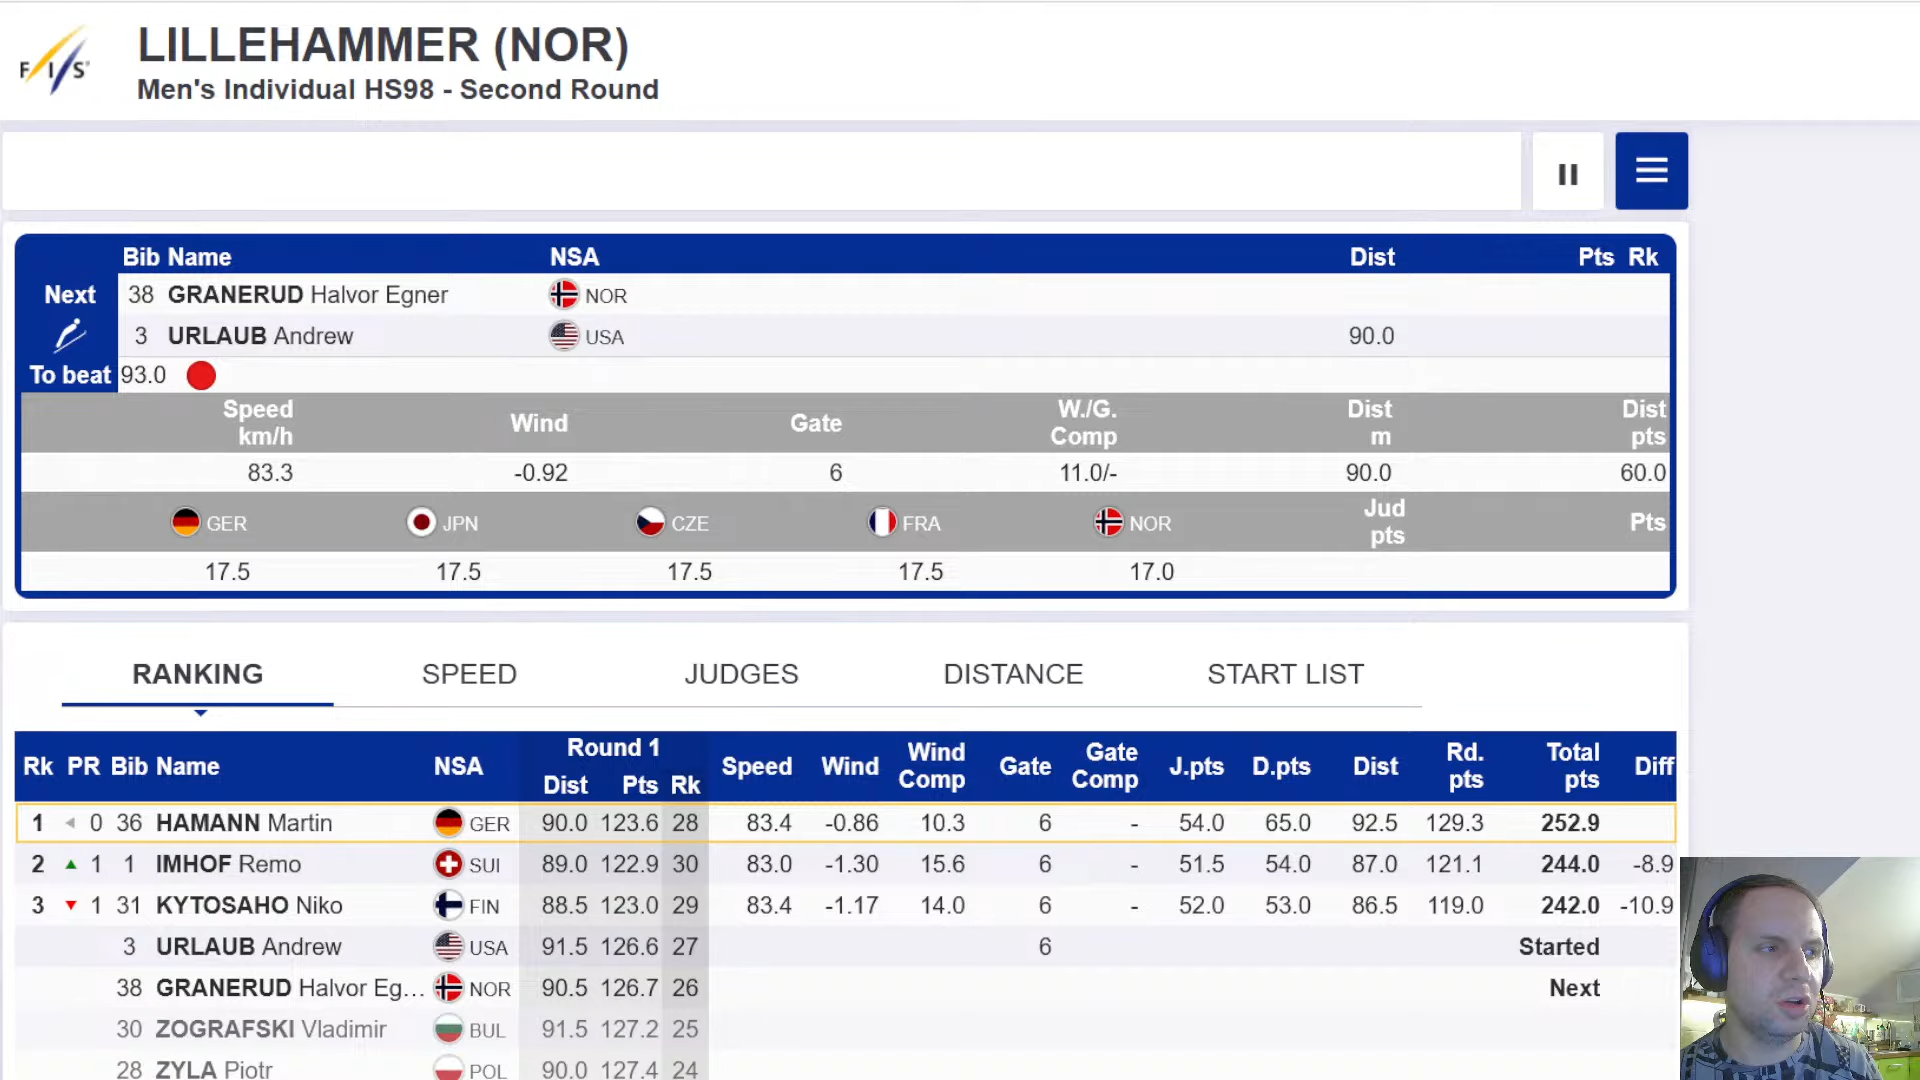 FIS
LILLEHAMMER (NOR)
Men's Individual HS98 - Second Round
Bib Name NSA Dist Pts Rk
Next 38 GRANERUD Halvor Egner NOR
3 URLAUB Andrew USA 90.0
To beat 93.0
Speed km/h Wind Gate W./G. Comp Dist m Dist pts
83.3 -0.92 6 11.0/- 90.0 60.0
GER JPN CZE FRA NOR Jud pts Pts
17.5 17.5 17.5 17.5 17.0
RANKING SPEED JUDGES DISTANCE START LIST
Rk PR Bib Name NSA Round 1 Dist Pts Rk Speed Wind Wind Comp Gate Gate Comp J.pts D.pts Dist Rd. pts Total pts Diff
1 0 36 HAMANN Martin GER 90.0 123.6 28 83.4 -0.86 10.3 6 - 54.0 65.0 92.5 129.3 252.9
2 1 1 IMHOF Remo SUI 89.0 122.9 30 83.0 -1.30 15.6 6 - 51.5 54.0 87.0 121.1 244.0 -8.9
3 1 31 KYTOSAHO Niko FIN 88.5 123.0 29 83.4 -1.17 14.0 6 - 52.0 53.0 86.5 119.0 242.0 -10.9
3 URLAUB Andrew USA 91.5 126.6 27 6 Started
38 GRANERUD Halvor Eg... NOR 90.5 126.7 26 Next
30 ZOGRAFSKI Vladimir BUL 91.5 127.2 25
28 ZYLA Piotr POL 90.0 127.4 24